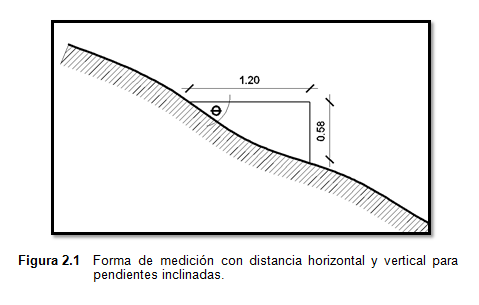 1.20
Θ
0.58
Figura 2.1 Forma de medición con distancia horizontal y vertical para
pendientes inclinadas.